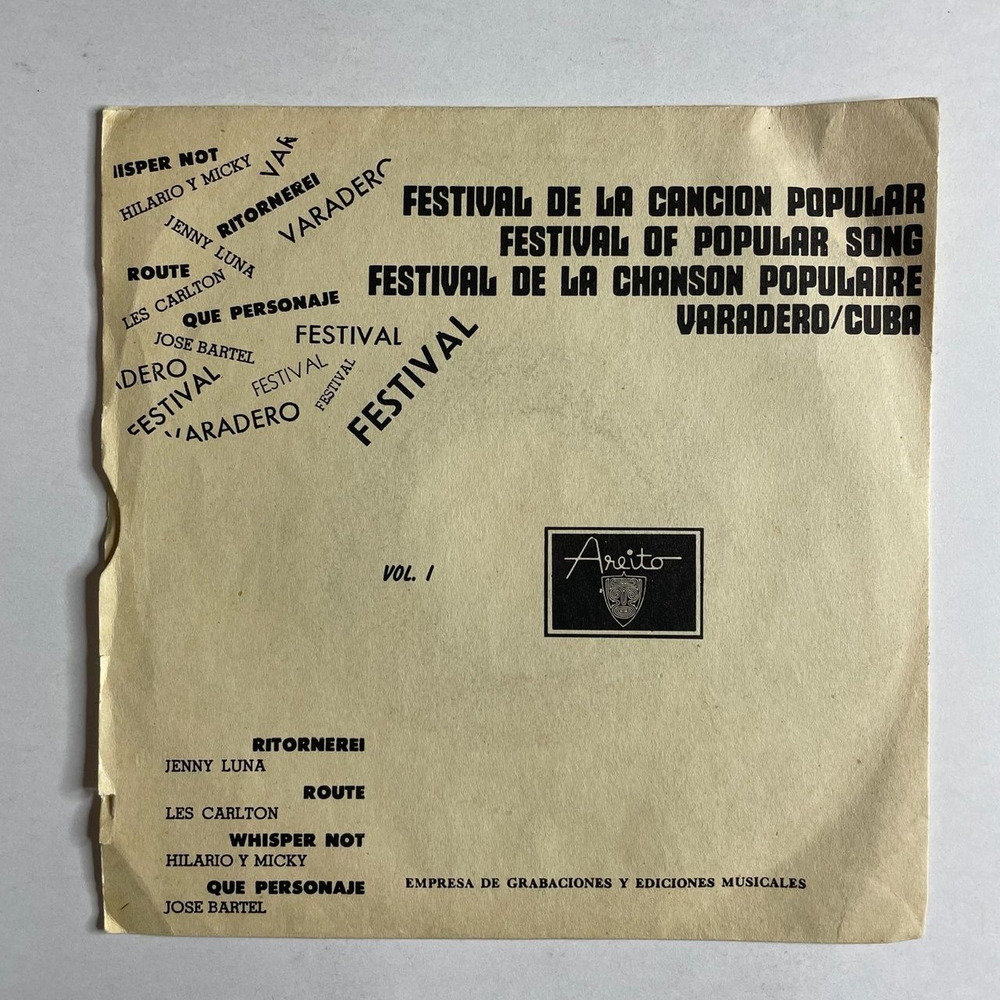 FESTIVAL DE LA CANCION POPULAR
FESTIVAL OF POPULAR SONG
FESTIVAL DE LA CHANSON POPULAIRE
VARADERO/CUBA
HISPER NOT
HILARIO Y MICKY
VAR
RITORNEREI
VARADERO
JENNY LUNA
ROUTE
LES CARLTON
QUE PERSONAJE
JOSE BARTEL
FESTIVAL
ADERO
FESTIVAL
FESTIVAL
FESTIVAL
FESTIVAL
VARADERO
VOL. I
Areito
RITORNEREI
JENNY LUNA
ROUTE
LES CARLTON
WHISPER NOT
HILARIO Y MICKY
QUE PERSONAJE
JOSE BARTEL
EMPRESA DE GRABACIONES Y EDICIONES MUSICALES